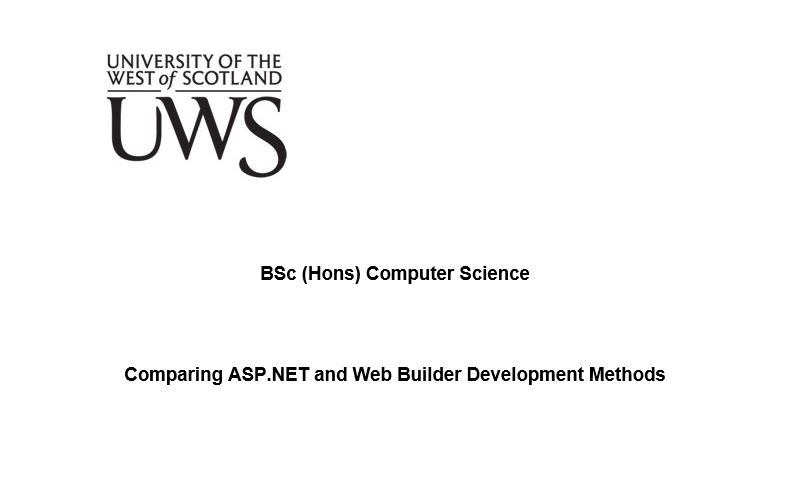 UNIVERSITY OF THE
WEST of SCOTLAND
UWS
BSc (Hons) Computer Science
Comparing ASP.NET and Web Builder Development Methods